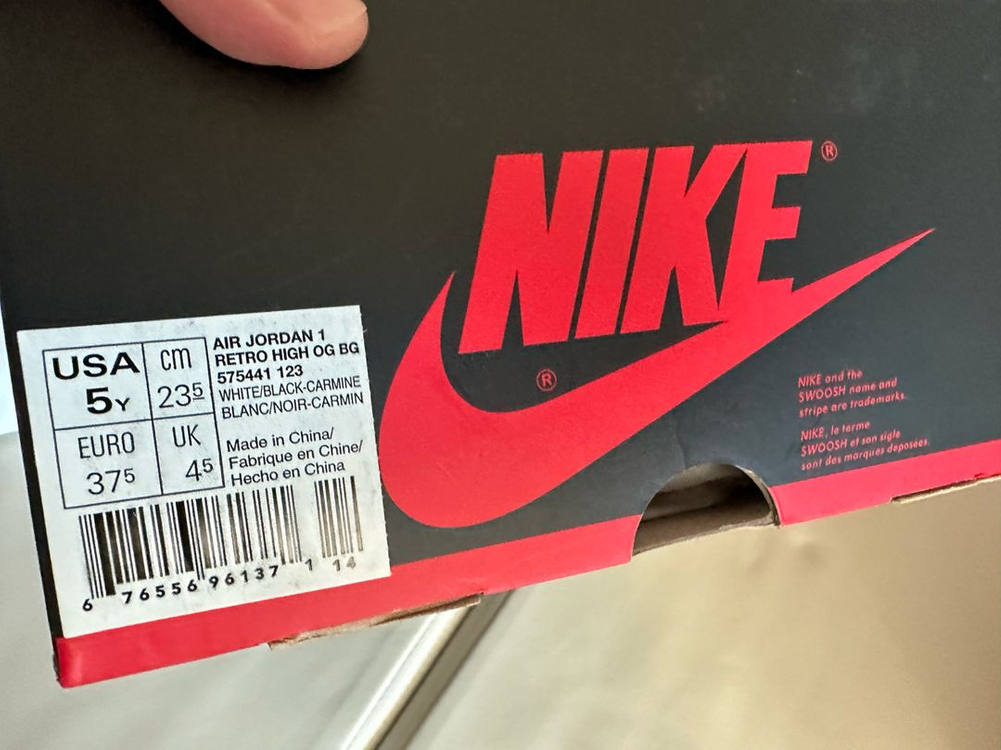 NIKE®
®
USA
5Y
cm
23⁵
EURO
37⁵
UK
4⁵
AIR JORDAN 1
RETRO HIGH OG BG
575441 123
WHITE/BLACK-CARMINE
BLANC/NOIR-CARMIN
Made in China/
Fabrique en Chine/
Hecho en China
6 76556 96137 1 14
NIKE and the
SWOOSH name and
stripe are trademarks.
NIKE, le terme
SWOOSH et son sigle
sont des marques deposées.